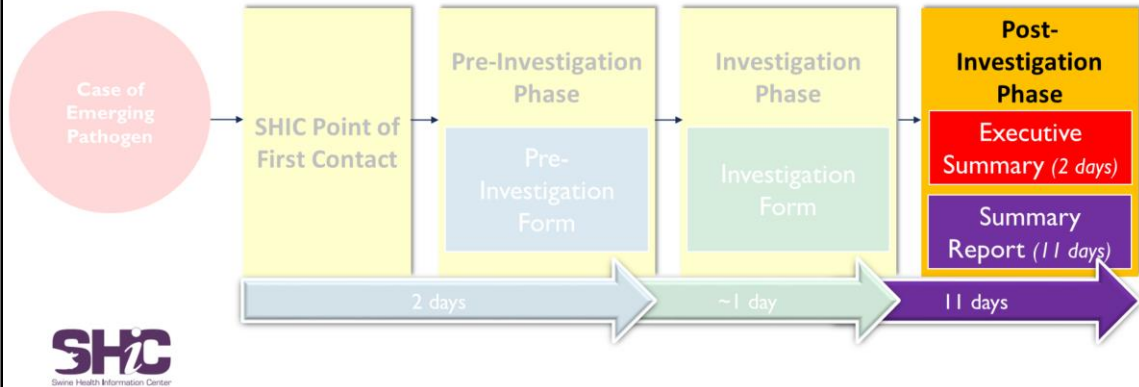 Case of
Emerging
Pathogen
SHIC Point of
First Contact
Pre-Investigation
Phase
Pre-
Investigation
Form
Investigation
Phase
Investigation
Form
Post-
Investigation
Phase
Executive
Summary (2 days)
Summary
Report (11 days)
2 days
~1 day
11 days
SHiC
Swine Health Information Center